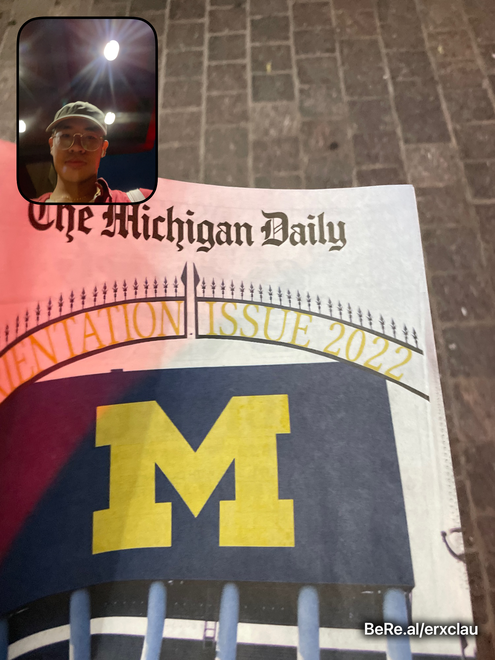 The Michigan Daily
IENTATION ISSUE 2022
M
BeRe.al/erxclau